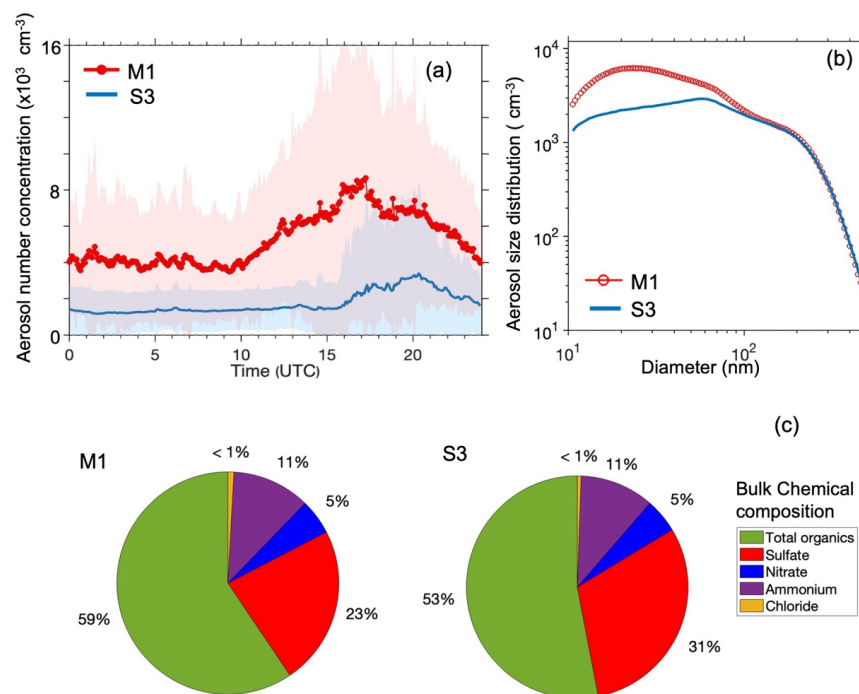 Aerosol number concentration (x10³ cm⁻³)
16
8
4
0
M1
S3
(a)
0
5
10
15
20
Time (UTC)
Aerosol size distribution ( cm⁻³)
10⁴
10³
10²
10¹
(b)
M1
S3
10¹
10²
Diameter (nm)
(c)
M1
< 1%
11%
5%
23%
59%
S3
< 1%
11%
5%
31%
53%
Bulk Chemical
composition
Total organics
Sulfate
Nitrate
Ammonium
Chloride